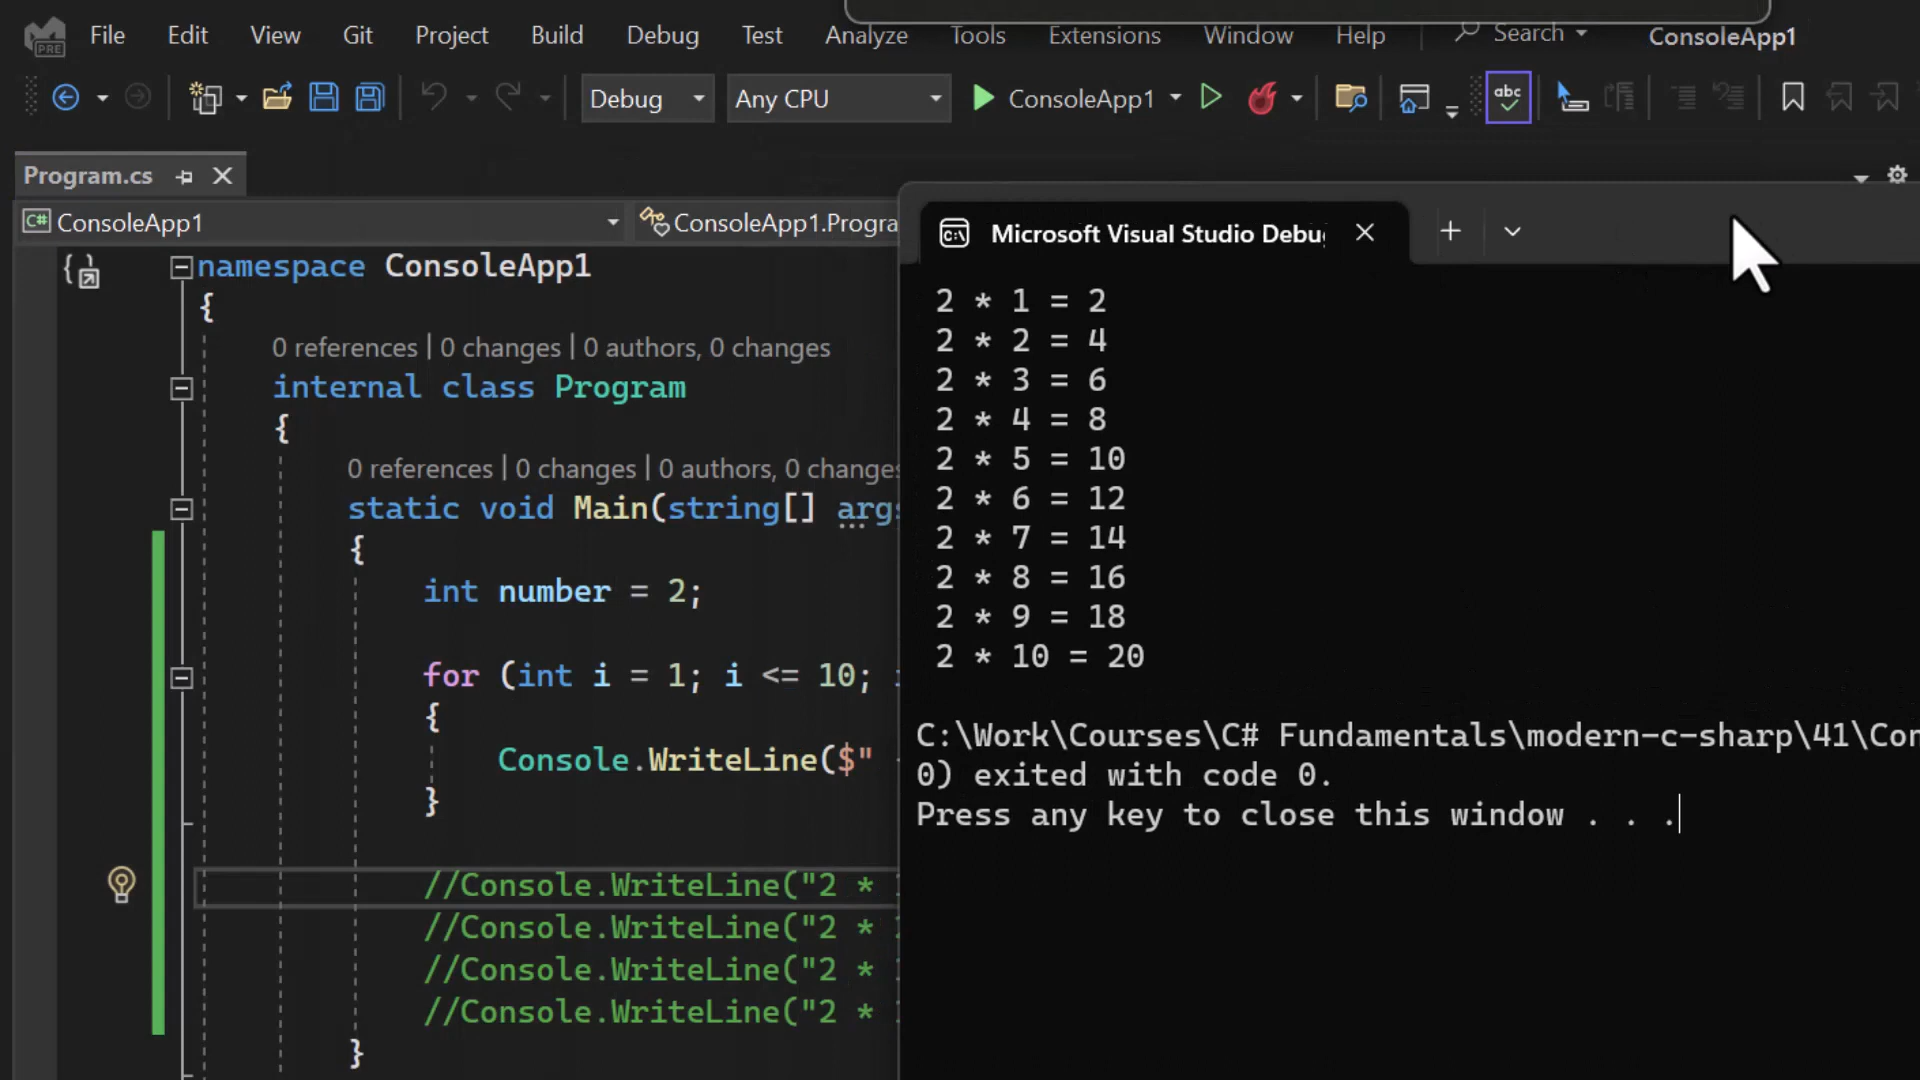 File Edit View Git Project Build Debug Test Analyze Tools Extensions Window Help Search ConsoleApp1
PRE
Debug Any CPU ConsoleApp1 abc
Program.cs
C# ConsoleApp1 ConsoleApp1.Progra
namespace ConsoleApp1
{
0 references | 0 changes | 0 authors, 0 changes
internal class Program
{
0 references | 0 changes | 0 authors, 0 changes
static void Main(string[] args
{
int number = 2;
for (int i = 1; i <= 10;
{
Console.WriteLine($"
}
//Console.WriteLine("2 *
//Console.WriteLine("2 *
//Console.WriteLine("2 *
//Console.WriteLine("2 *
}
Microsoft Visual Studio Debu
2 * 1 = 2
2 * 2 = 4
2 * 3 = 6
2 * 4 = 8
2 * 5 = 10
2 * 6 = 12
2 * 7 = 14
2 * 8 = 16
2 * 9 = 18
2 * 10 = 20
C:\Work\Courses\C# Fundamentals\modern-c-sharp\41\Con
0) exited with code 0.
Press any key to close this window . . .